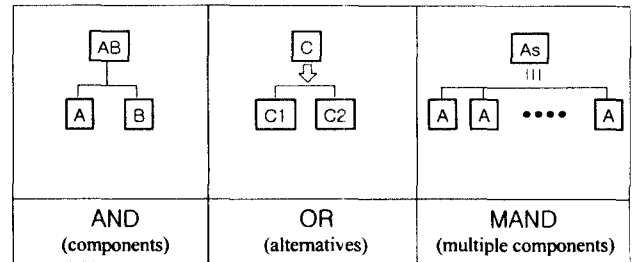 AB
A B
AND
(components)
C
C1 C2
OR
(alternatives)
As
A A A
MAND
(multiple components)